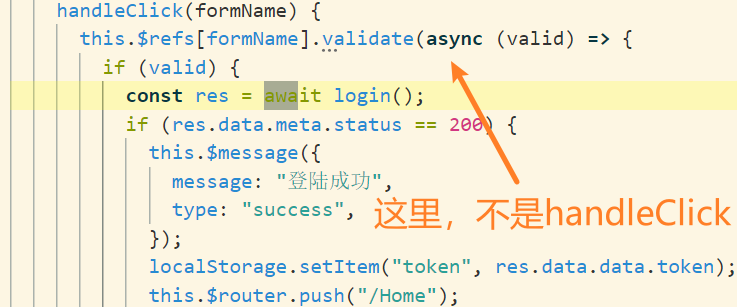 handleClick(formName) {
this.$refs[formName].validate(async (valid) => {
if (valid) {
const res = await login();
if (res.data.meta.status == 200) {
this.$message({
message: "登陆成功",
type: "success",
这里，不是handleClick
});
localStorage.setItem("token", res.data.data.token);
this.$router.push("/Home");